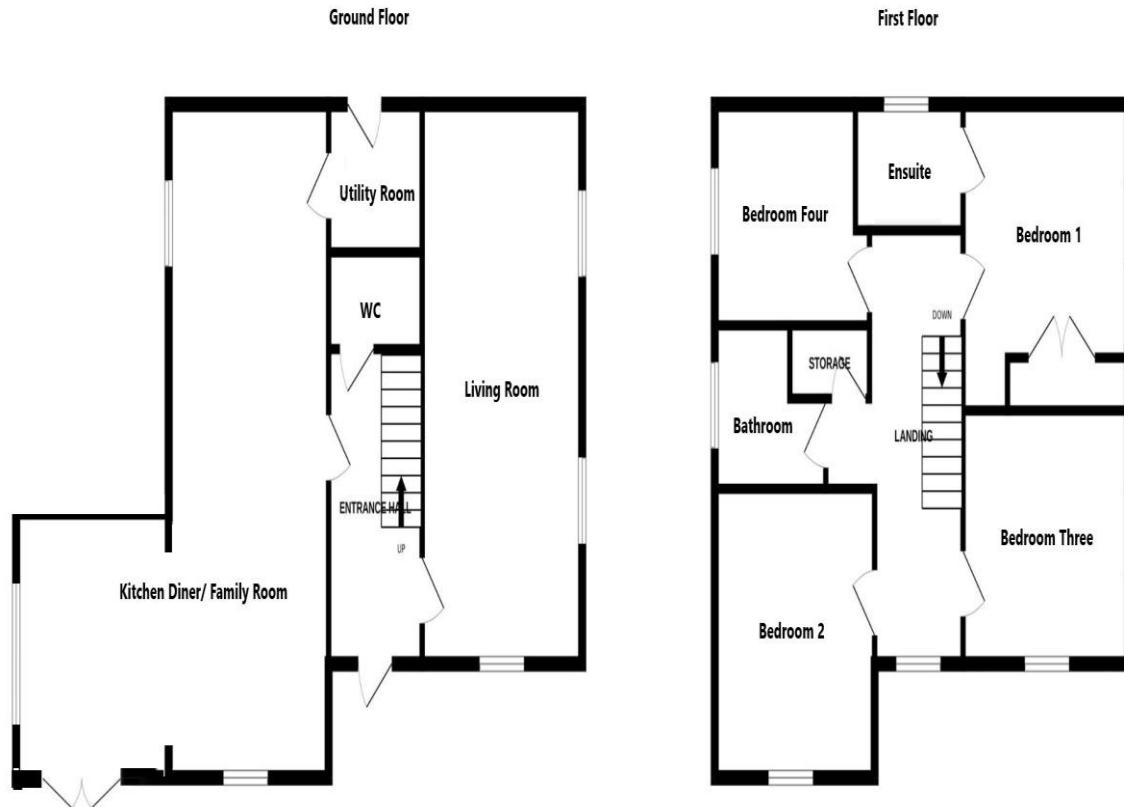 Ground Floor
Utility Room
WC
Living Room
ENTRANCE HALL
UP
Kitchen Diner/ Family Room
First Floor
Ensuite
Bedroom Four
Bedroom 1
DOWN
STORAGE
Bathroom
LANDING
Bedroom Three
Bedroom 2